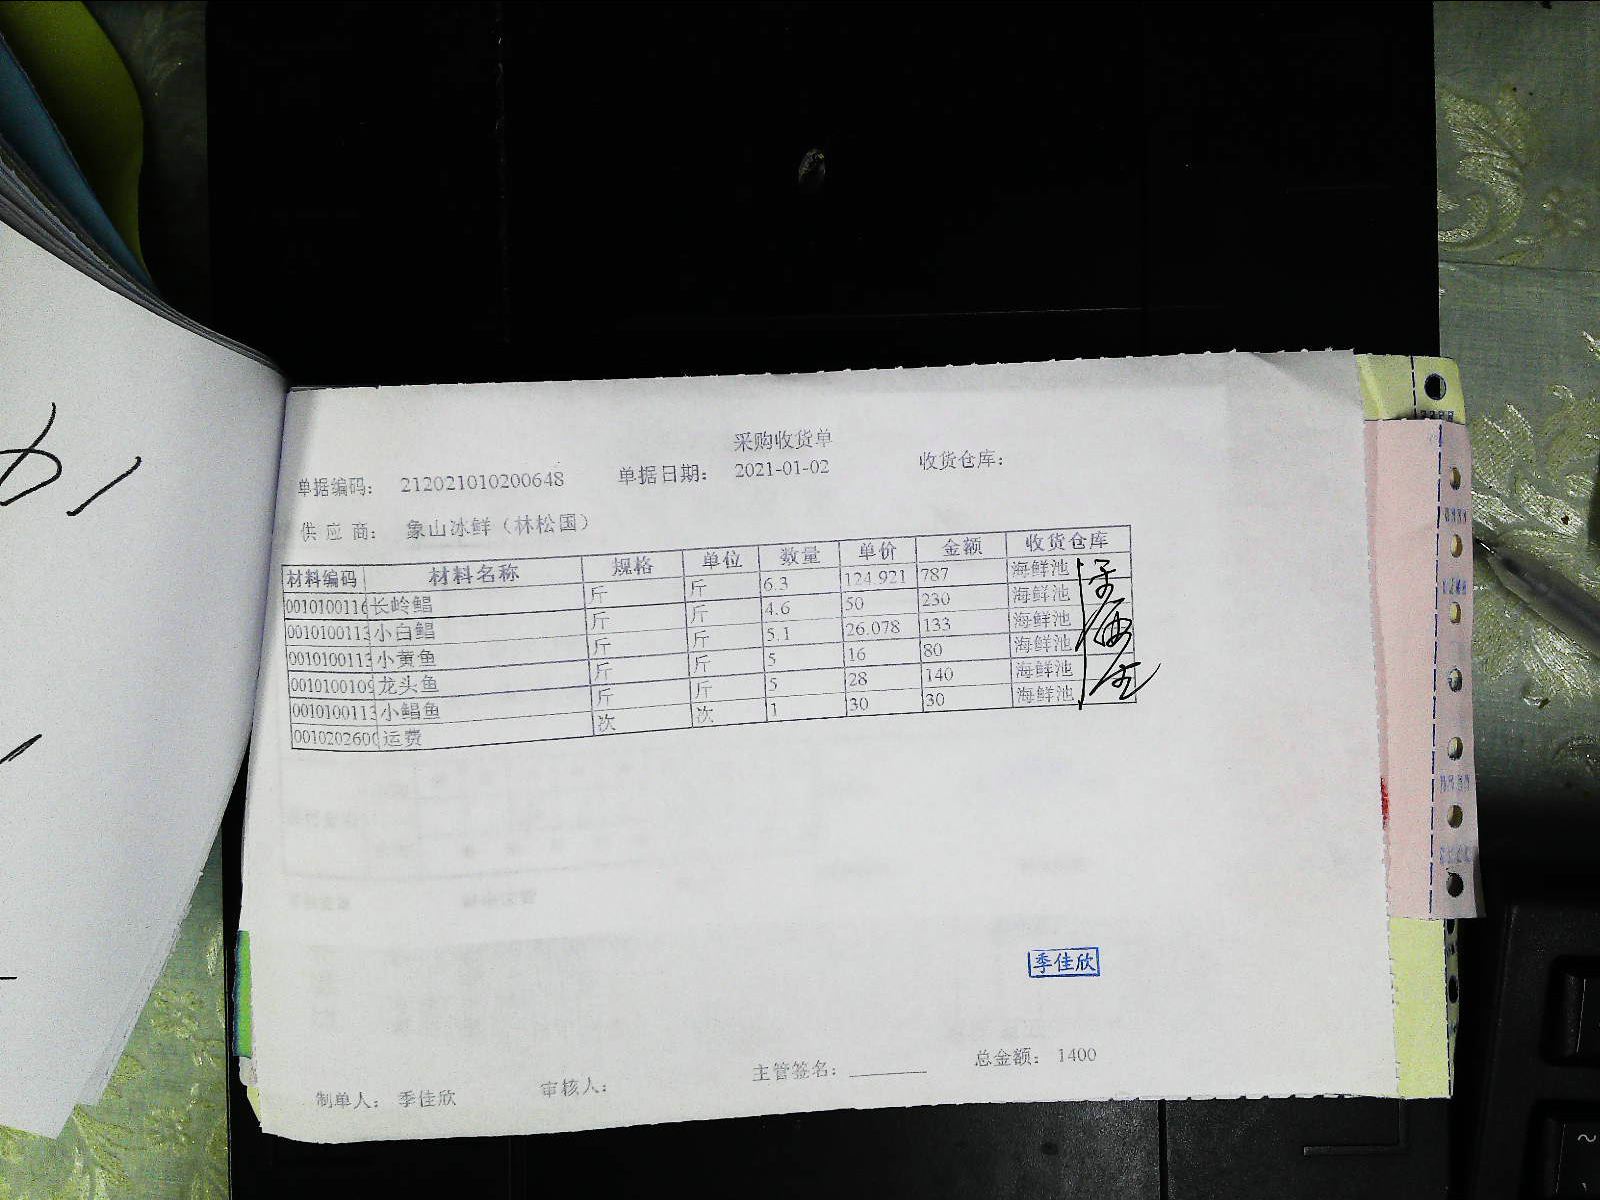 采购收货单
单据编码： 212021010200648 单据日期： 2021-01-02 收货仓库：
供 应 商： 象山冰鲜（林松国）
材料编码 材料名称 规格 单位 数量 单价 金额 收货仓库
0010100116 长岭鲳 斤 斤 6.3 124.921 787 海鲜池
0010100113 小白鲳 斤 斤 4.6 50 230 海鲜池
0010100113 小黄鱼 斤 斤 5.1 26.078 133 海鲜池
0010100109 龙头鱼 斤 斤 5 16 80 海鲜池
0010100113 小鲳鱼 斤 斤 5 28 140 海鲜池
0010202600 运费 次 次 1 30 30 海鲜池
季佳欣
制单人： 季佳欣 审核人： 主管签名： 总金额： 1400